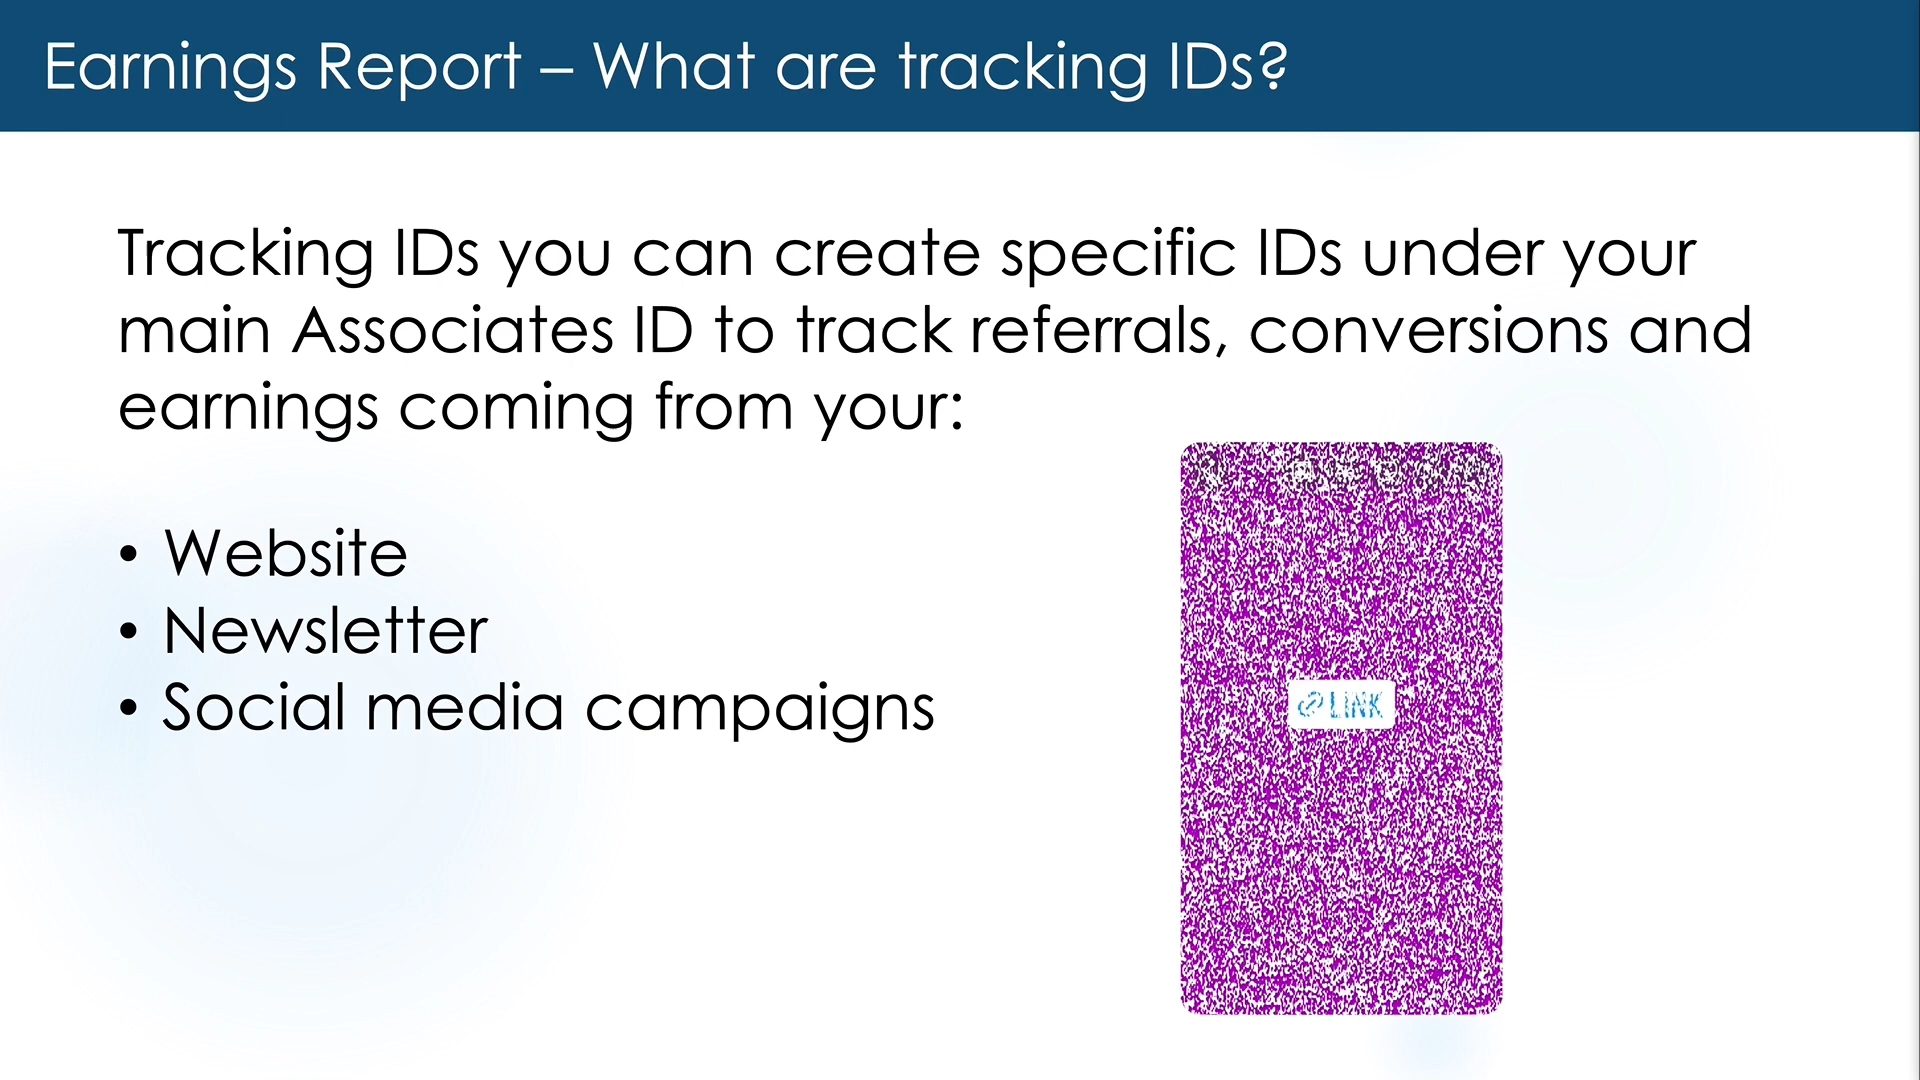 Earnings Report – What are tracking IDs?
Tracking IDs you can create specific IDs under your
main Associates ID to track referrals, conversions and
earnings coming from your:
• Website
• Newsletter
• Social media campaigns
LINK